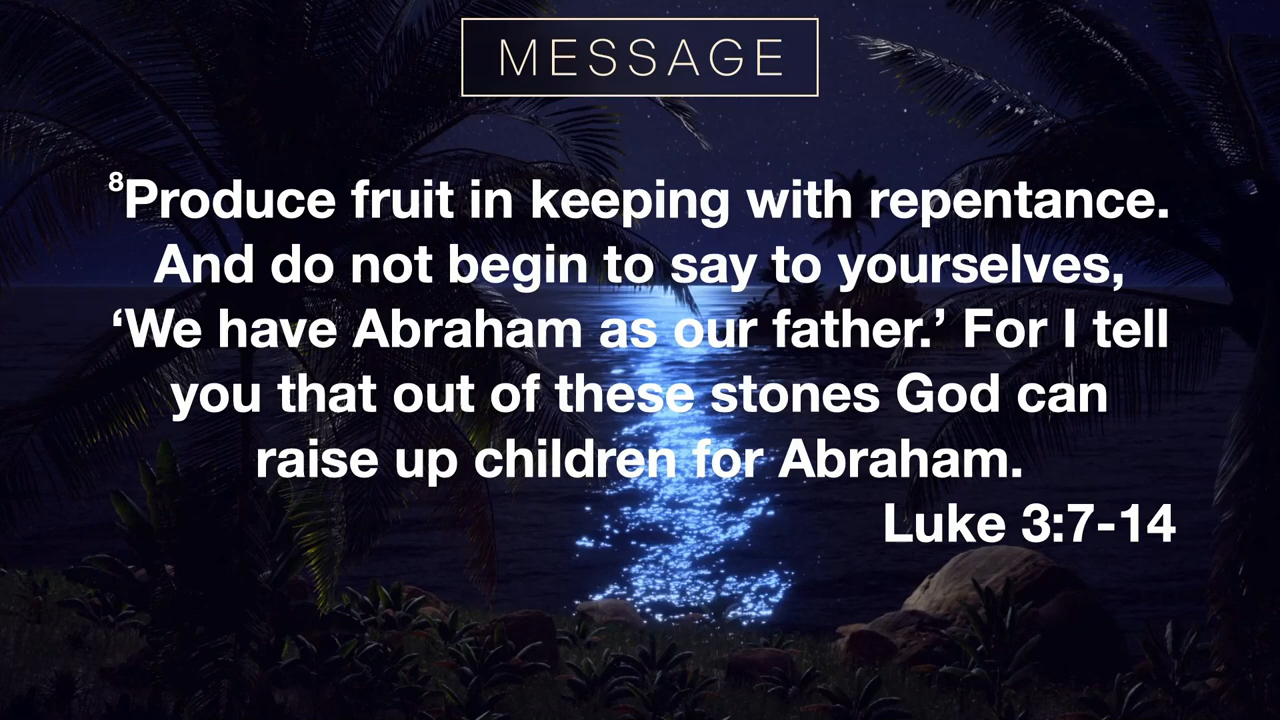 MESSAGE
⁸Produce fruit in keeping with repentance.
And do not begin to say to yourselves,
‘We have Abraham as our father.’ For I tell
you that out of these stones God can
raise up children for Abraham.
Luke 3:7-14